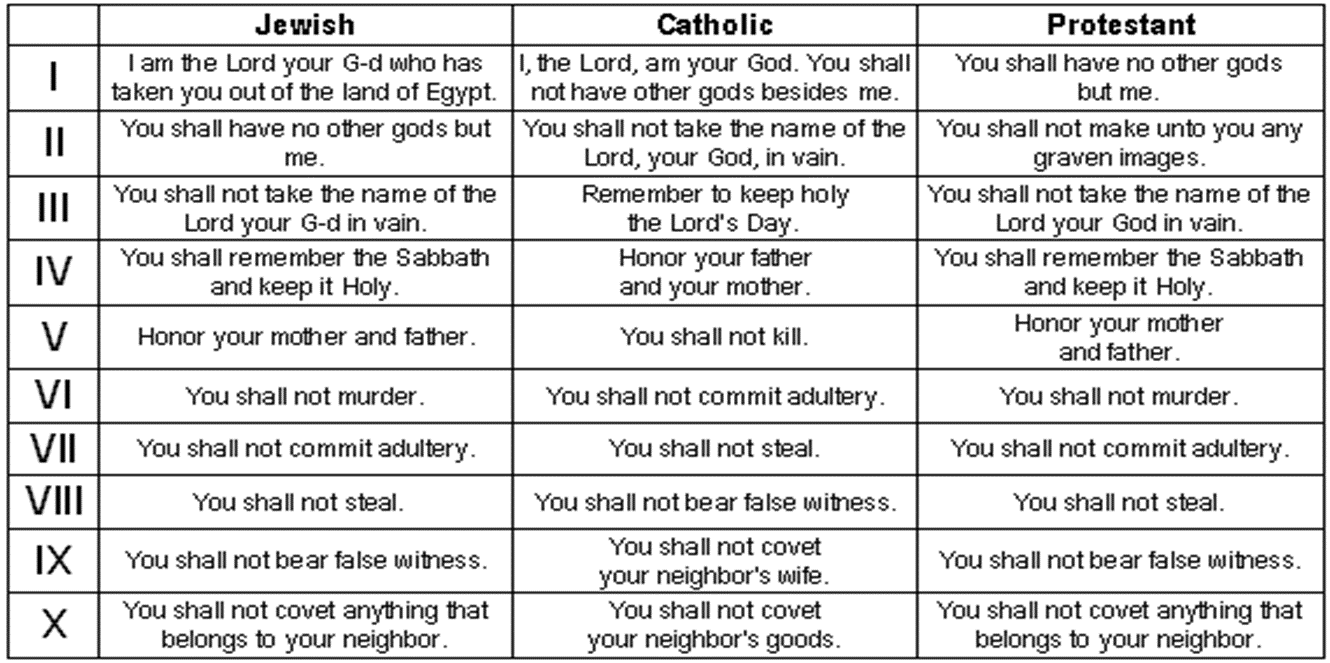 Jewish
Catholic
Protestant
I
I am the Lord your G-d who has
taken you out of the land of Egypt.
I, the Lord, am your God. You shall
not have other gods besides me.
You shall have no other gods
but me.
II
You shall have no other gods but
me.
You shall not take the name of the
Lord, your God, in vain.
You shall not make unto you any
graven images.
III
You shall not take the name of the
Lord your G-d in vain.
Remember to keep holy
the Lord's Day.
You shall not take the name of the
Lord your God in vain.
IV
You shall remember the Sabbath
and keep it Holy.
Honor your father
and your mother.
You shall remember the Sabbath
and keep it Holy.
V
Honor your mother and father.
You shall not kill.
Honor your mother
and father.
VI
You shall not murder.
You shall not commit adultery.
You shall not murder.
VII
You shall not commit adultery.
You shall not steal.
You shall not commit adultery.
VIII
You shall not steal.
You shall not bear false witness.
You shall not steal.
IX
You shall not bear false witness.
You shall not covet
your neighbor's wife.
You shall not bear false witness.
X
You shall not covet anything that
belongs to your neighbor.
You shall not covet
your neighbor's goods.
You shall not covet anything that
belongs to your neighbor.